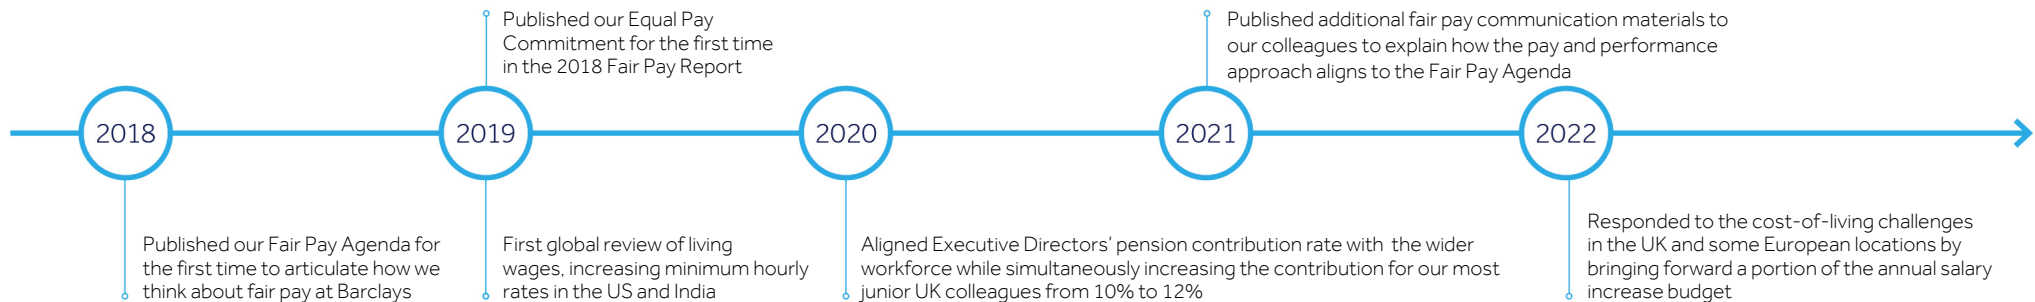 Published our Equal Pay
Commitment for the first time
in the 2018 Fair Pay Report
Published additional fair pay communication materials to
our colleagues to explain how the pay and performance
approach aligns to the Fair Pay Agenda
2018
2019
2020
2021
2022
Published our Fair Pay Agenda for
the first time to articulate how we
think about fair pay at Barclays
First global review of living
wages, increasing minimum hourly
rates in the US and India
Aligned Executive Directors' pension contribution rate with the wider
workforce while simultaneously increasing the contribution for our most
junior UK colleagues from 10% to 12%
Responded to the cost-of-living challenges
in the UK and some European locations by
bringing forward a portion of the annual salary
increase budget